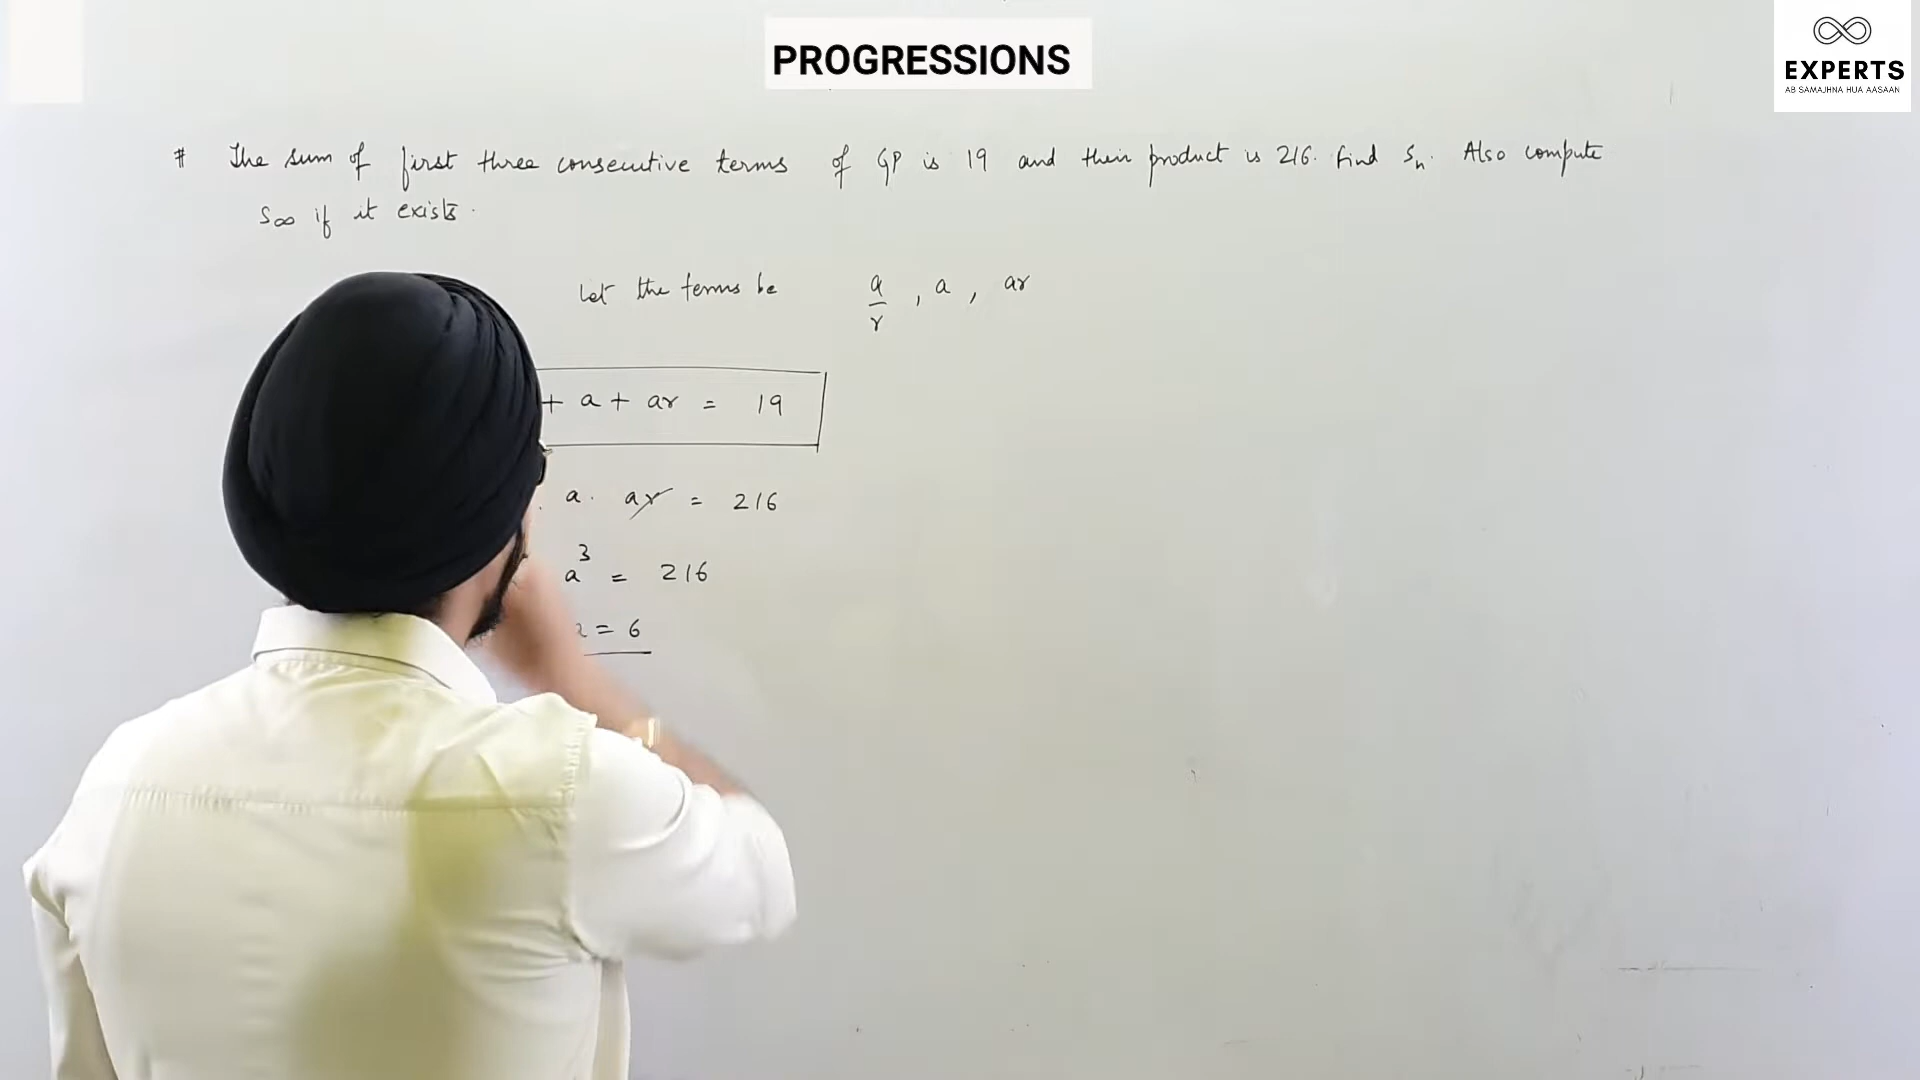 PROGRESSIONS
EXPERTS
AB SAMAJHNA HUA AASAAN
# The sum of first three consecutive terms of GP is 19 and their product is 216. find Sn. Also compute
S∞ if it exists.
Let the terms be a/r , a , ar
+ a + ar = 19
. a . ar = 216
a³ = 216
= 6